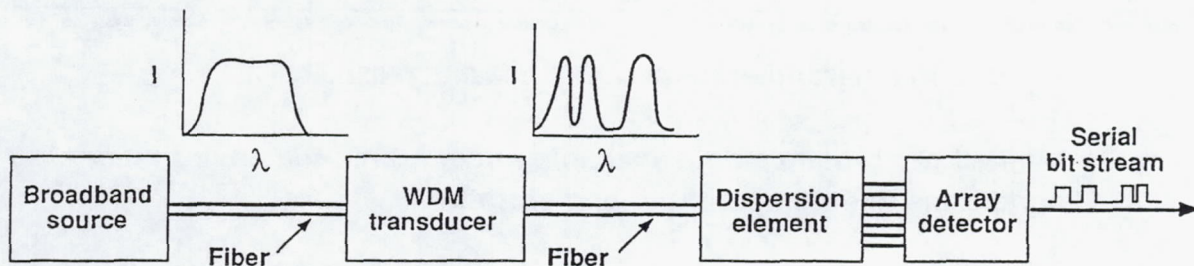 I
λ
I
λ
Serial
bit stream
Broadband
source
Fiber
WDM
transducer
Fiber
Dispersion
element
Array
detector